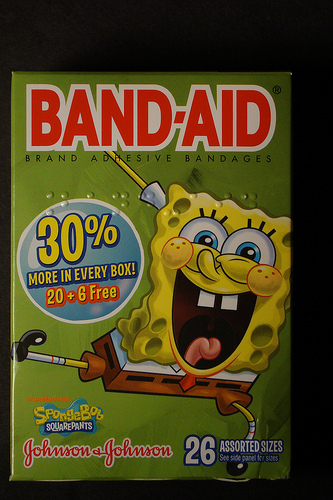 BAND-AID®
BRAND ADHESIVE BANDAGES
30%
MORE IN EVERY BOX!
20 + 6 Free
SpongeBob
SQUAREPANTS
Johnson & Johnson
26 ASSORTED SIZES
See side panel for sizes